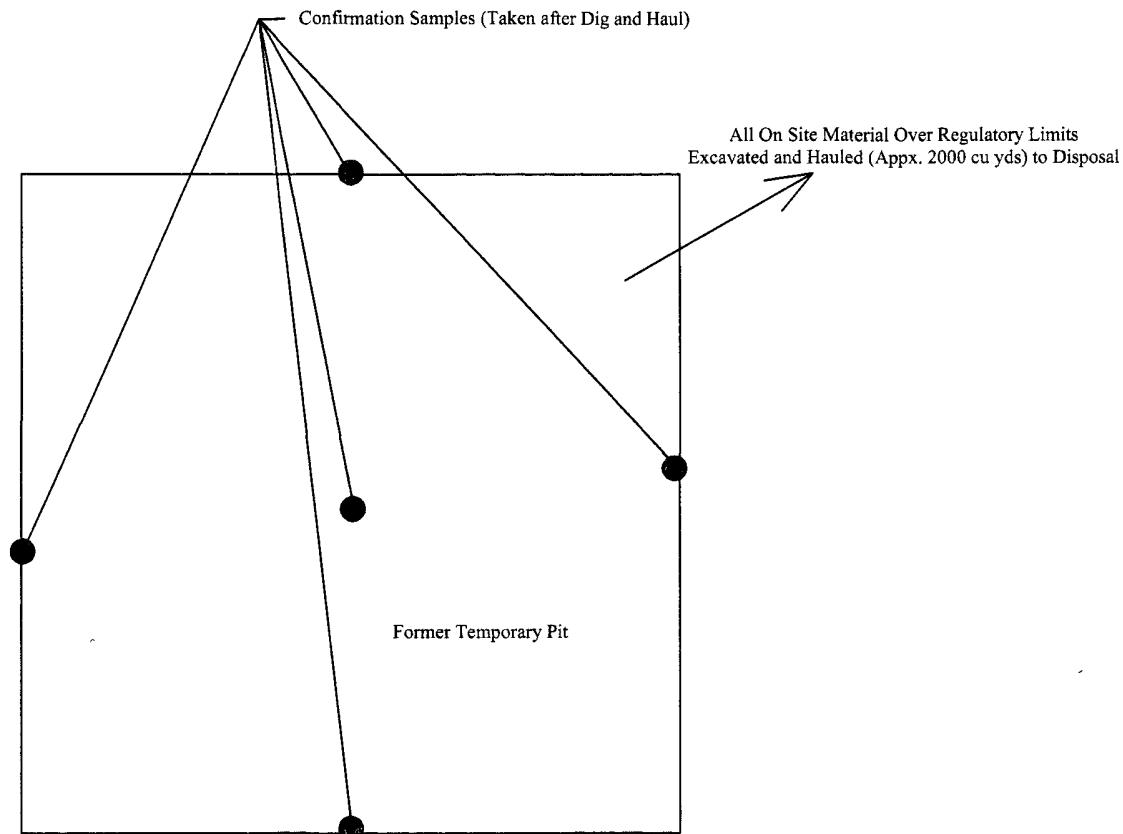 Confirmation Samples (Taken after Dig and Haul)
All On Site Material Over Regulatory Limits
Excavated and Hauled (Appx. 2000 cu yds) to Disposal
Former Temporary Pit